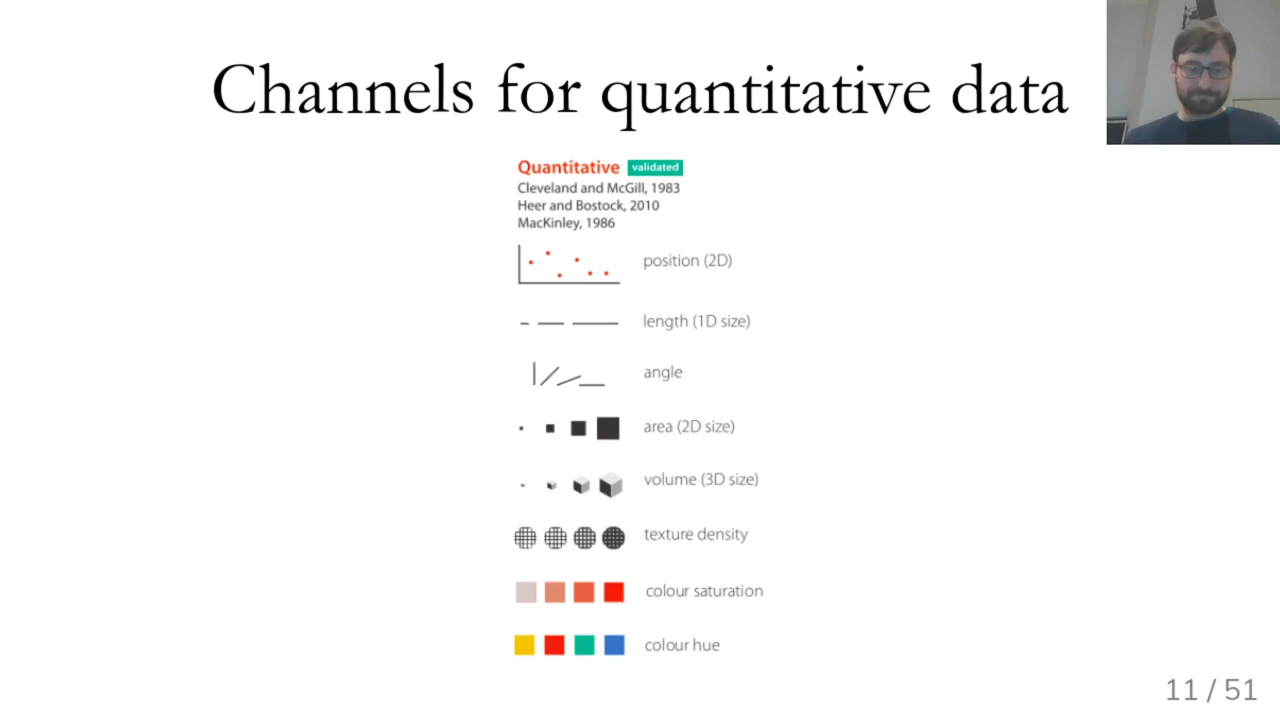 Channels for quantitative data
Quantitative validated
Cleveland and McGill, 1983
Heer and Bostock, 2010
MacKinley, 1986
position (2D)
length (1D size)
angle
area (2D size)
volume (3D size)
texture density
colour saturation
colour hue
11 / 51